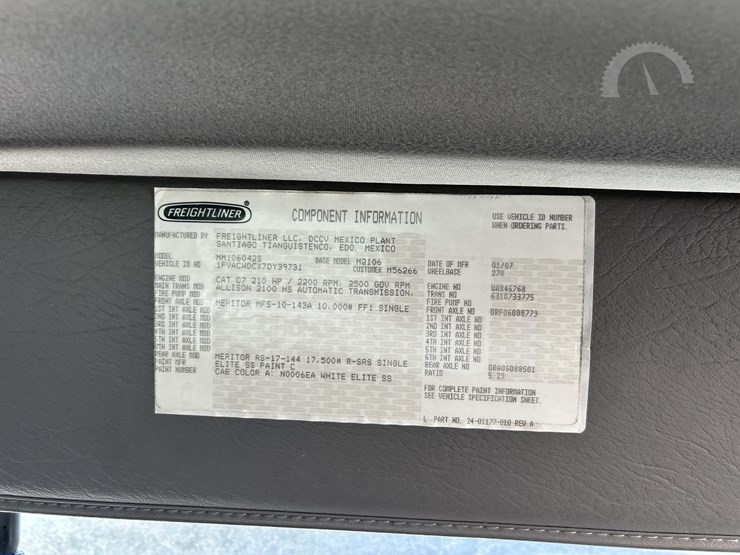 FREIGHTLINER
COMPONENT INFORMATION
USE VEHICLE ID NUMBER
WHEN ORDERING PARTS.
MANUFACTURED BY FREIGHTLINER LLC, DCCV MEXICO PLANT
SANTIAGO TIANGUISTENCO, EDO. MEXICO
MODEL MM106042S BASE MODEL M2106 DATE OF MFR 01/07
VEHICLE ID NO 1FVACWDCX7DY39731 CUSTOMER M56266 WHEELBASE 270
ENGINE MOD CAT C7 210 HP / 2200 RPM; 2500 GOV RPM ENGINE NO WAX46768
MAIN TRANS MOD ALLISON 2100 HS AUTOMATIC TRANSMISSION. TRANS NO 6310733775
FIRE PUMP MOD FIRE PUMP NO
FRONT AXLE MOD MERITOR MFS-10-143A 10.000# FF1 SINGLE FRONT AXLE NO ORF06088779
1ST INT AXLE MOD 1ST INT AXLE NO
2ND INT AXLE MOD 2ND INT AXLE NO
3RD INT AXLE MOD 3RD INT AXLE NO
4TH INT AXLE MOD 4TH INT AXLE NO
5TH INT AXLE MOD 5TH INT AXLE NO
6TH INT AXLE MOD 6TH INT AXLE NO
REAR AXLE MOD MERITOR RS-17-144 17.500# R-SRS SINGLE REAR AXLE NO
PAINT MFR ELITE SS PAINT C RATIO 5.29
PAINT NUMBER CAB COLOR A: N0006EA WHITE ELITE SS
FOR COMPLETE PAINT INFORMATION
SEE VEHICLE SPECIFICATION SHEET.
L PART NO. 24-01177-010 REV A